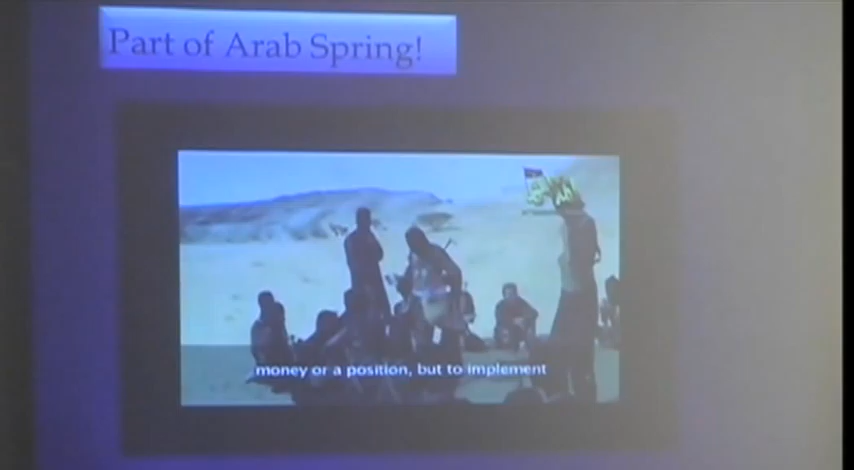 Part of Arab Spring!
money or a position, but to implement